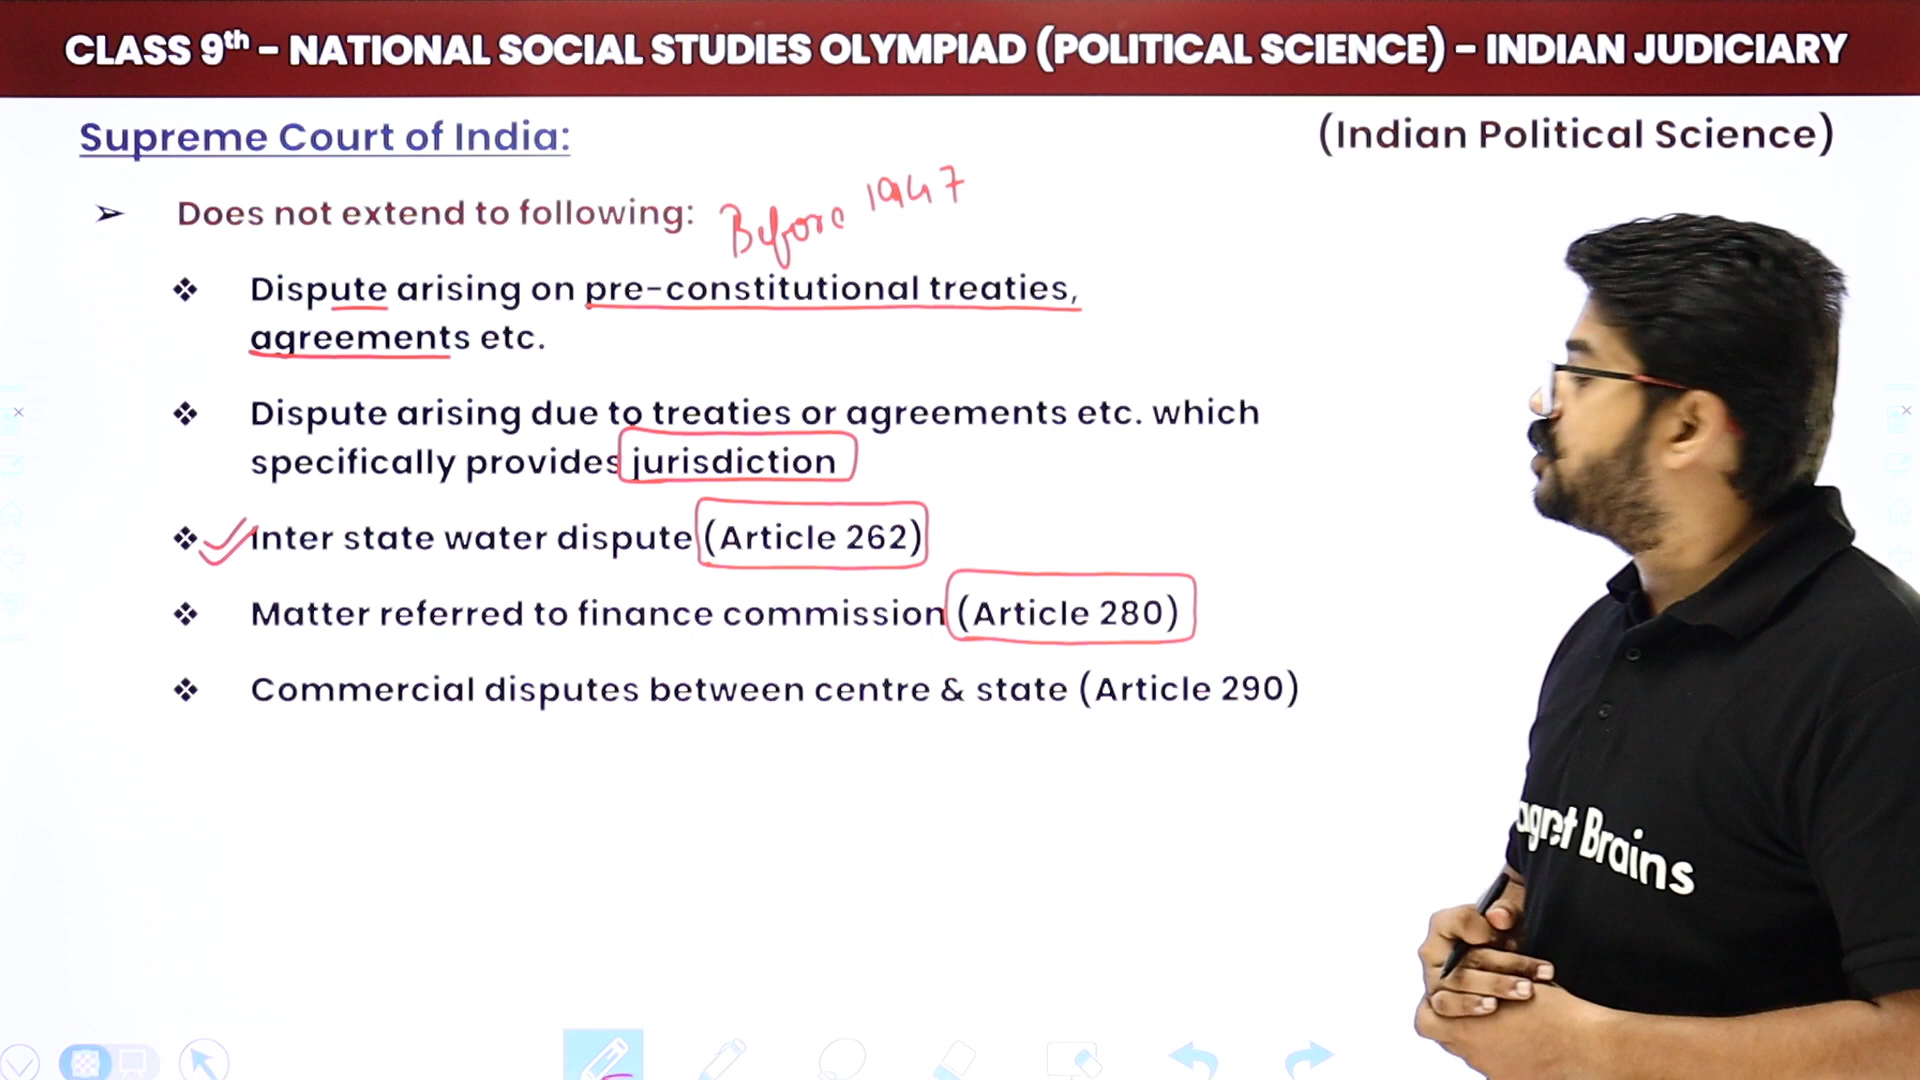 CLASS 9th – NATIONAL SOCIAL STUDIES OLYMPIAD (POLITICAL SCIENCE) – INDIAN JUDICIARY
Supreme Court of India:
(Indian Political Science)
➢ Does not extend to following:
Before 1947
❖ Dispute arising on pre-constitutional treaties,
agreements etc.
❖ Dispute arising due to treaties or agreements etc. which
specifically provides jurisdiction
❖ Inter state water dispute (Article 262)
❖ Matter referred to finance commission (Article 280)
❖ Commercial disputes between centre & state (Article 290)
agnet Brains